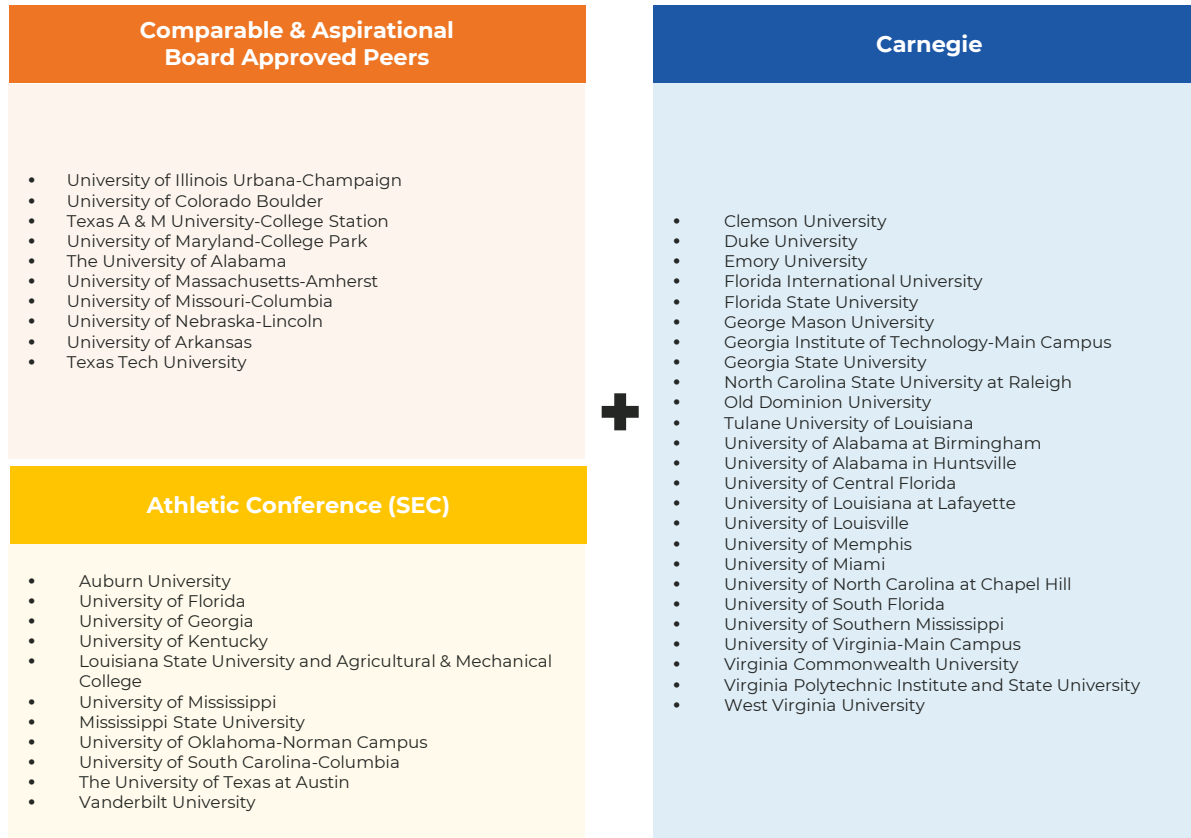 Comparable & Aspirational
Board Approved Peers
• University of Illinois Urbana-Champaign
• University of Colorado Boulder
• Texas A & M University-College Station
• University of Maryland-College Park
• The University of Alabama
• University of Massachusetts-Amherst
• University of Missouri-Columbia
• University of Nebraska-Lincoln
• University of Arkansas
• Texas Tech University
Athletic Conference (SEC)
• Auburn University
• University of Florida
• University of Georgia
• University of Kentucky
• Louisiana State University and Agricultural & Mechanical
College
• University of Mississippi
• Mississippi State University
• University of Oklahoma-Norman Campus
• University of South Carolina-Columbia
• The University of Texas at Austin
• Vanderbilt University
Carnegie
• Clemson University
• Duke University
• Emory University
• Florida International University
• Florida State University
• George Mason University
• Georgia Institute of Technology-Main Campus
• Georgia State University
• North Carolina State University at Raleigh
• Old Dominion University
• Tulane University of Louisiana
• University of Alabama at Birmingham
• University of Alabama in Huntsville
• University of Central Florida
• University of Louisiana at Lafayette
• University of Louisville
• University of Memphis
• University of Miami
• University of North Carolina at Chapel Hill
• University of South Florida
• University of Southern Mississippi
• University of Virginia-Main Campus
• Virginia Commonwealth University
• Virginia Polytechnic Institute and State University
• West Virginia University